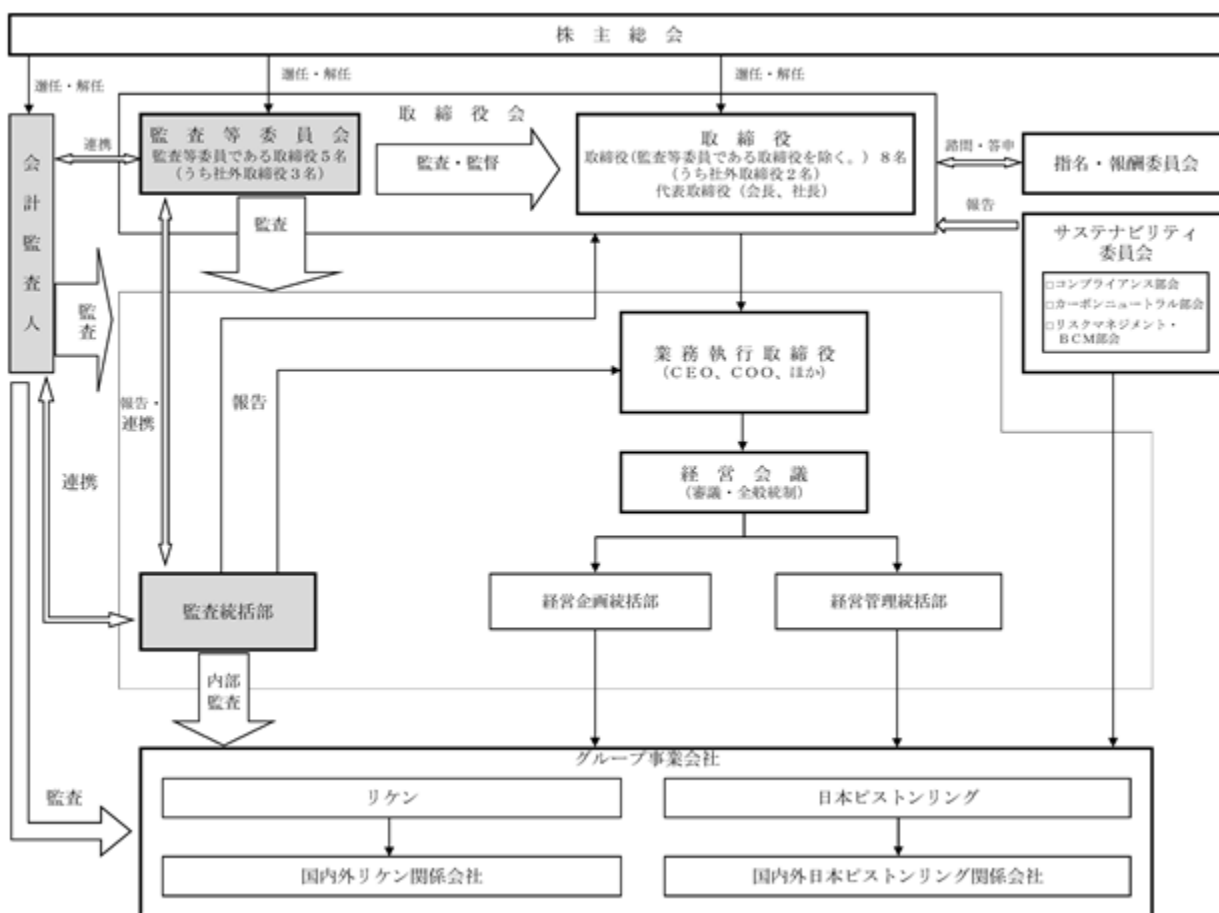 株主総会
選任・解任
選任・解任
選任・解任
会計監査人
連携
監査等委員会
監査等委員である取締役5名
(うち社外取締役3名)
取締役会
監査・監督
取締役
取締役(監査等委員である取締役を除く。)8名
(うち社外取締役2名)
代表取締役(会長、社長)
諮問・答申
指名・報酬委員会
報告
サステナビリティ
委員会
□コンプライアンス部会
□カーボンニュートラル部会
□リスクマネジメント・
BCM部会
監査
監査
業務執行取締役
(CEO、COO、ほか)
報告・
連携
報告
連携
経営会議
(審議・全般統制)
監査統括部
経営企画統括部
経営管理統括部
内部
監査
監査
グループ事業会社
リケン
日本ピストンリング
国内外リケン関係会社
国内外日本ピストンリング関係会社